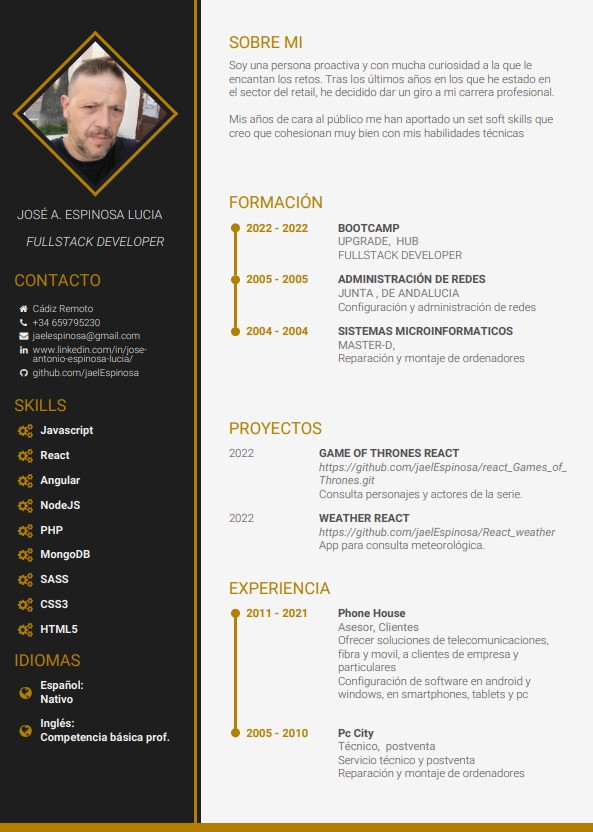 JOSÉ A. ESPINOSA LUCIA
FULLSTACK DEVELOPER
CONTACTO
Cádiz Remoto
+34 659795230
jaelespinosa@gmail.com
www.linkedin.com/in/jose-
antonio-espinosa-lucia/
github.com/jaelEspinosa
SKILLS
Javascript
React
Angular
NodeJS
PHP
MongoDB
SASS
CSS3
HTML5
IDIOMAS
Español:
Nativo
Inglés:
Competencia básica prof.
SOBRE MI
Soy una persona proactiva y con mucha curiosidad a la que le
encantan los retos. Tras los últimos años en los que he estado en
el sector del retail, he decidido dar un giro a mi carrera profesional.
Mis años de cara al público me han aportado un set soft skills que
creo que cohesionan muy bien con mis habilidades técnicas
FORMACIÓN
2022 - 2022 BOOTCAMP
UPGRADE, HUB
FULLSTACK DEVELOPER
2005 - 2005 ADMINISTRACIÓN DE REDES
JUNTA , DE ANDALUCIA
Configuración y administración de redes
2004 - 2004 SISTEMAS MICROINFORMATICOS
MASTER-D,
Reparación y montaje de ordenadores
PROYECTOS
2022 GAME OF THRONES REACT
https://github.com/jaelEspinosa/react_Games_of_
Thrones.git
Consulta personajes y actores de la serie.
2022 WEATHER REACT
https://github.com/jaelEspinosa/React_weather
App para consulta meteorológica.
EXPERIENCIA
2011 - 2021 Phone House
Asesor, Clientes
Ofrecer soluciones de telecomunicaciones,
fibra y movil, a clientes de empresa y
particulares
Configuración de software en android y
windows, en smartphones, tablets y pc
2005 - 2010 Pc City
Técnico, postventa
Servicio técnico y postventa
Reparación y montaje de ordenadores